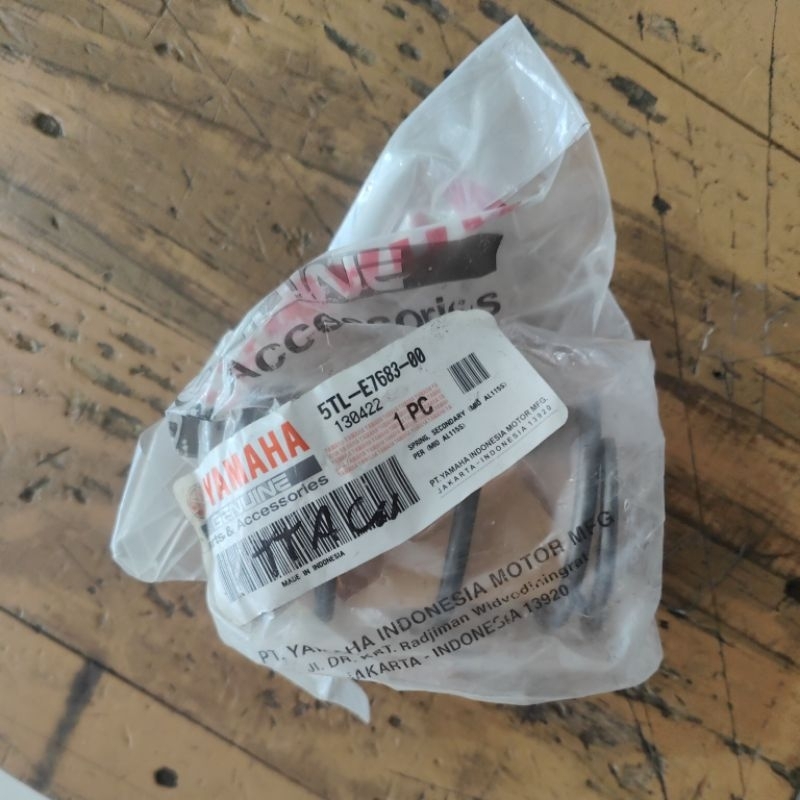 Accessories
5TL-E7683-00
130422
1 PC
YAMAHA
GENUINE
Parts & Accessories
SPRING, SECONDARY (MIO AL115S)
PER (MIO AL115S)
PT. YAMAHA INDONESIA MOTOR MFG.
JAKARTA - INDONESIA 13920
MADE IN INDONESIA
PT. YAMAHA INDONESIA MOTOR MFG
JL. DR. KRT. Radjiman Widyodiningrat
JAKARTA - INDONESIA 13920